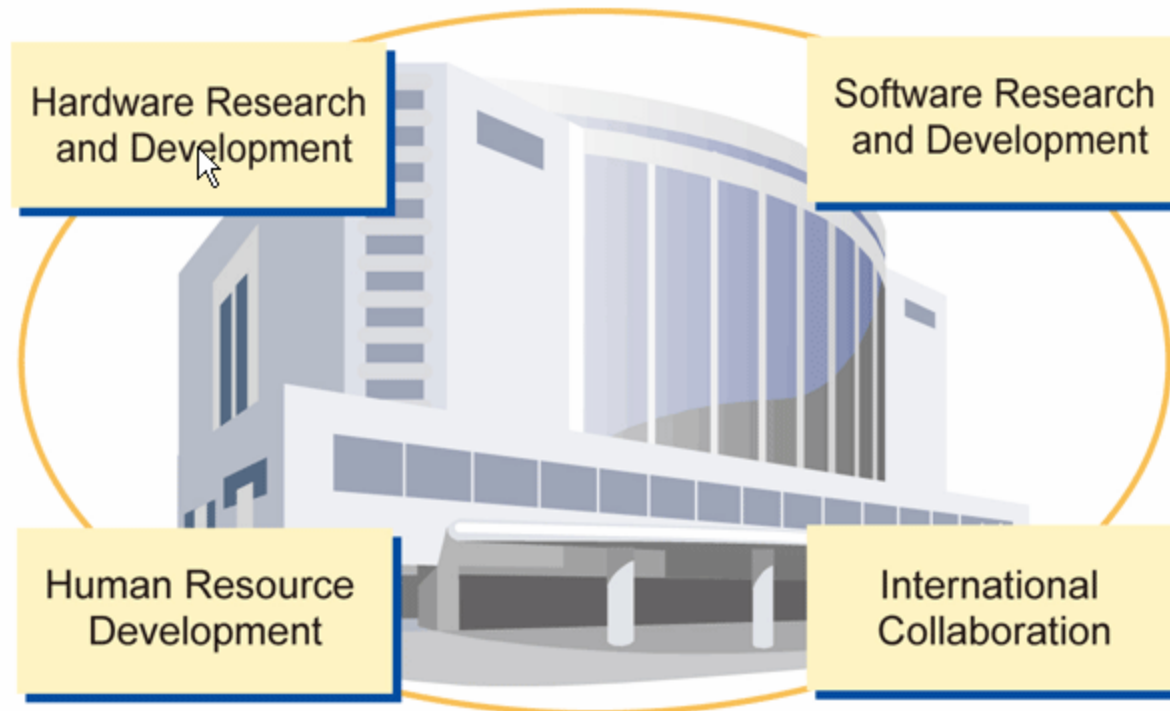 Hardware Research
and Development
Software Research
and Development
Human Resource
Development
International
Collaboration